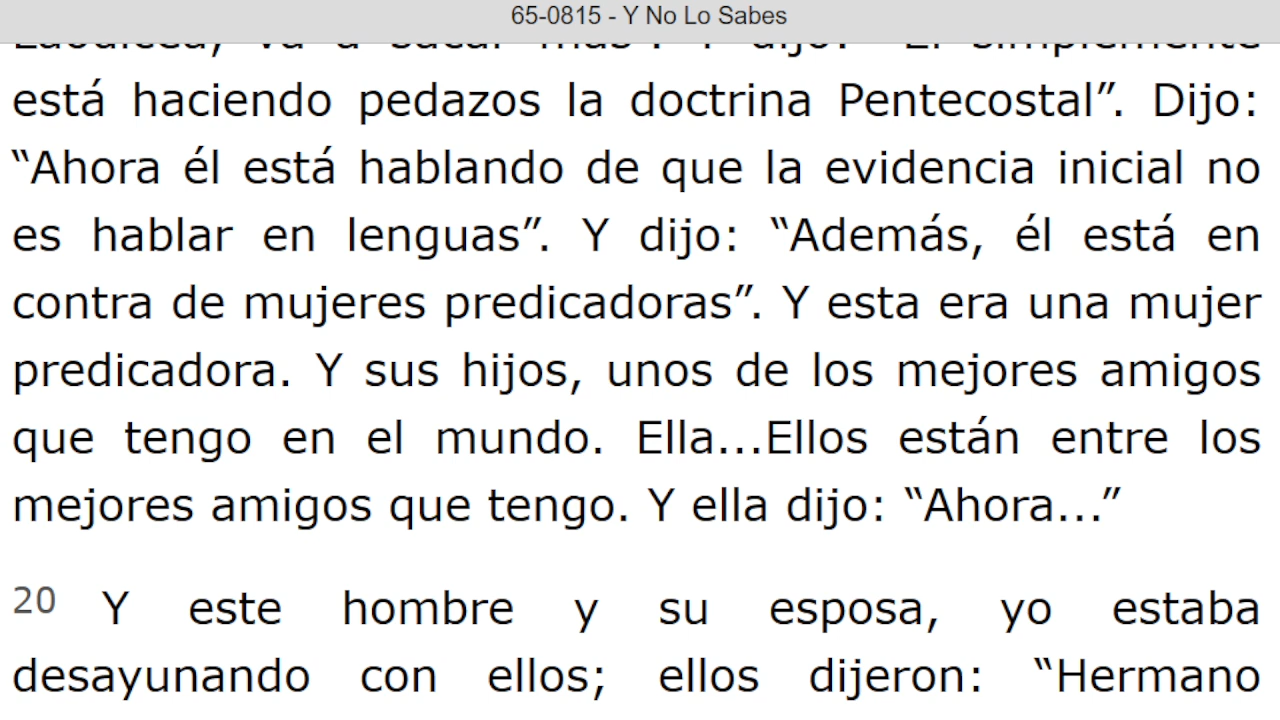 65-0815 - Y No Lo Sabes
está haciendo pedazos la doctrina Pentecostal”. Dijo:
“Ahora él está hablando de que la evidencia inicial no
es hablar en lenguas”. Y dijo: “Además, él está en
contra de mujeres predicadoras”. Y esta era una mujer
predicadora. Y sus hijos, unos de los mejores amigos
que tengo en el mundo. Ella...Ellos están entre los
mejores amigos que tengo. Y ella dijo: “Ahora...”
20 Y este hombre y su esposa, yo estaba
desayunando con ellos; ellos dijeron: “Hermano